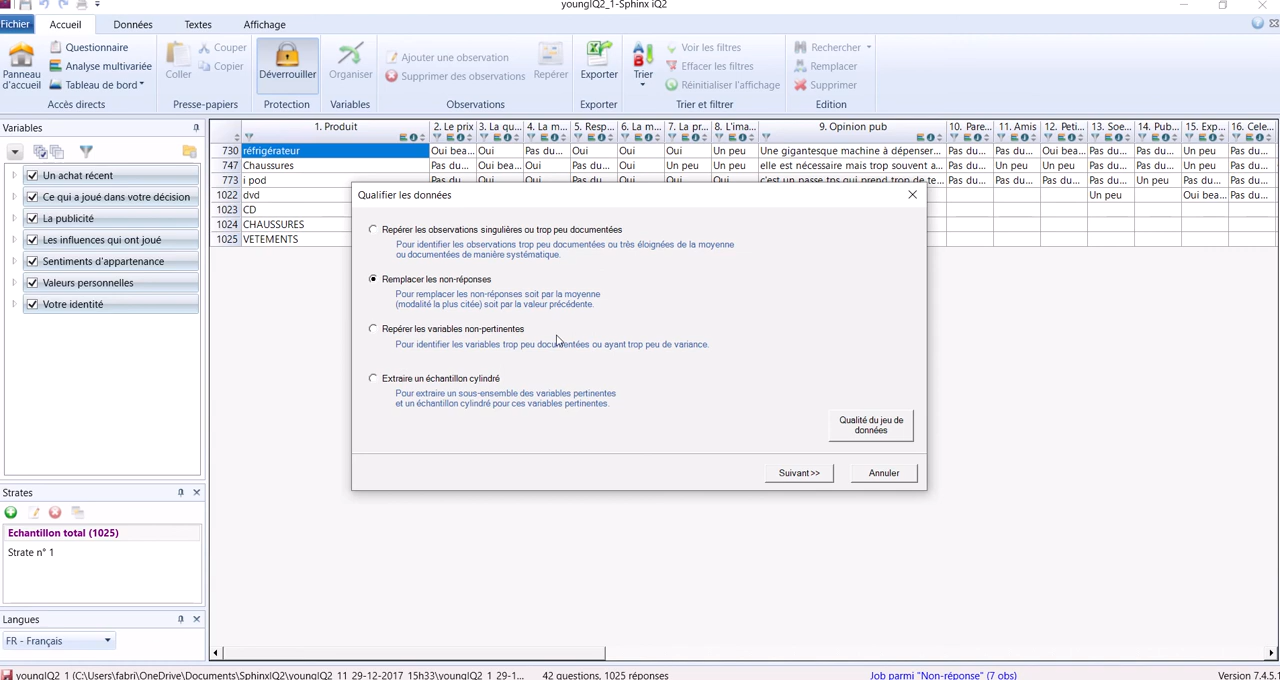 youngIQ2_1-Sphinx iQ2
Fichier Accueil Données Textes Affichage
Panneau d'accueil
Questionnaire
Analyse multivariée
Tableau de bord
Accès directs
Coller
Couper
Copier
Presse-papiers
Déverrouiller
Protection
Organiser
Variables
Ajouter une observation
Supprimer des observations
Repérer
Observations
Exporter
Exporter
Trier
Voir les filtres
Effacer les filtres
Réinitialiser l'affichage
Trier et filtrer
Rechercher
Remplacer
Supprimer
Edition
Variables
Un achat récent
Ce qui a joué dans votre décision
La publicité
Les influences qui ont joué
Sentiments d'appartenance
Valeurs personnelles
Votre identité
1. Produit 2. Le prix 3. La qu... 4. La m... 5. Resp... 6. La m... 7. La pr... 8. L'ima... 9. Opinion pub 10. Pare... 11. Amis 12. Peti... 13. Soe... 14. Pub... 15. Exp... 16. Cele...
730 réfrigérateur Oui bea... Oui Pas du... Oui Oui Oui Un peu Une gigantesque machine à dépenser... Pas du... Pas du... Oui bea... Pas du... Pas du... Un peu Pas du...
747 Chaussures Pas du... Oui bea... Oui Pas du... Oui Un peu Un peu elle est nécessaire mais trop souvent a... Un peu Un peu Un peu Pas du... Pas du... Un peu Pas du...
773 i pod Pas du... Oui Oui Pas du... Oui Oui Un peu c'est un passe tps qui prend trop de te... Pas du... Pas du... Pas du... Pas du... Un peu Pas du... Pas du...
1022 dvd Un peu Oui bea... Pas du...
1023 CD
1024 CHAUSSURES
1025 VETEMENTS
Qualifier les données
Repérer les observations singulières ou trop peu documentées
Pour identifier les observations trop peu documentées ou très éloignées de la moyenne
ou documentées de manière systématique.
Remplacer les non-réponses
Pour remplacer les non-réponses soit par la moyenne
(modalité la plus citée) soit par la valeur précédente.
Repérer les variables non-pertinentes
Pour identifier les variables trop peu documentées ou ayant trop peu de variance.
Extraire un échantillon cylindré
Pour extraire un sous-ensemble des variables pertinentes
et un échantillon cylindré pour ces variables pertinentes.
Qualité du jeu de
données
Suivant>> Annuler
Strates
Echantillon total (1025)
Strate n° 1
Langues
FR - Français
youngIQ2_1 (C:\Users\fabri\OneDrive\Documents\SphinxIQ2\youngIQ2_11_29-12-2017_15h33\youngIQ2_1_29-1... 42 questions, 1025 réponses Job parmi "Non-réponse" (7 obs) Version 7.4.5.1